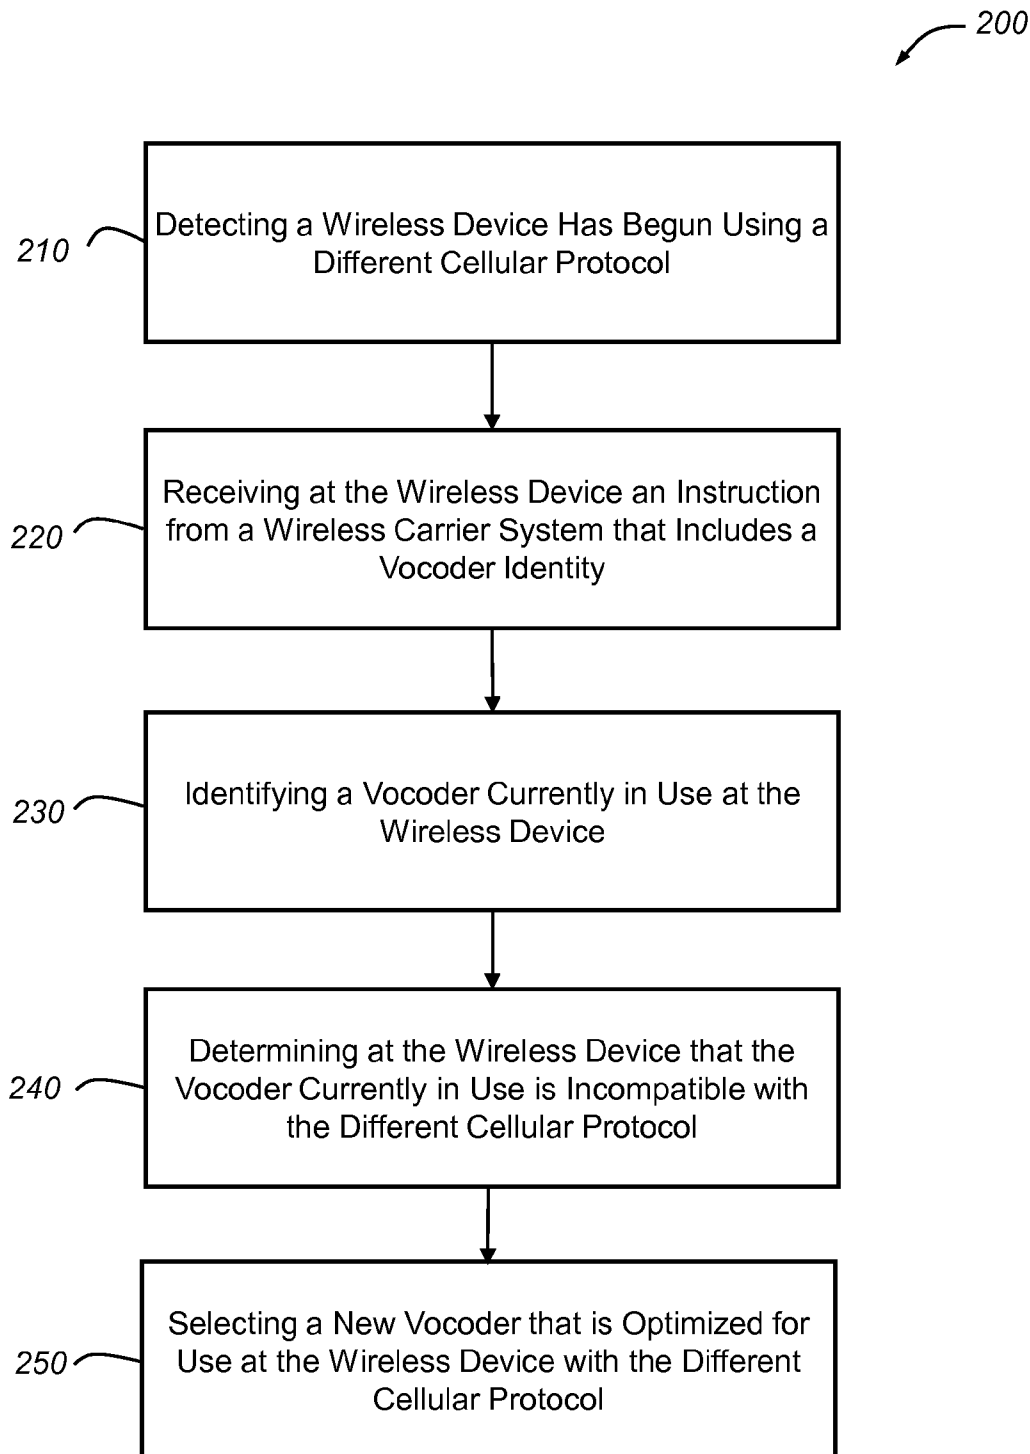 200
210
Detecting a Wireless Device Has Begun Using a
Different Cellular Protocol
220
Receiving at the Wireless Device an Instruction
from a Wireless Carrier System that Includes a
Vocoder Identity
230
Identifying a Vocoder Currently in Use at the
Wireless Device
240
Determining at the Wireless Device that the
Vocoder Currently in Use is Incompatible with
the Different Cellular Protocol
250
Selecting a New Vocoder that is Optimized for
Use at the Wireless Device with the Different
Cellular Protocol